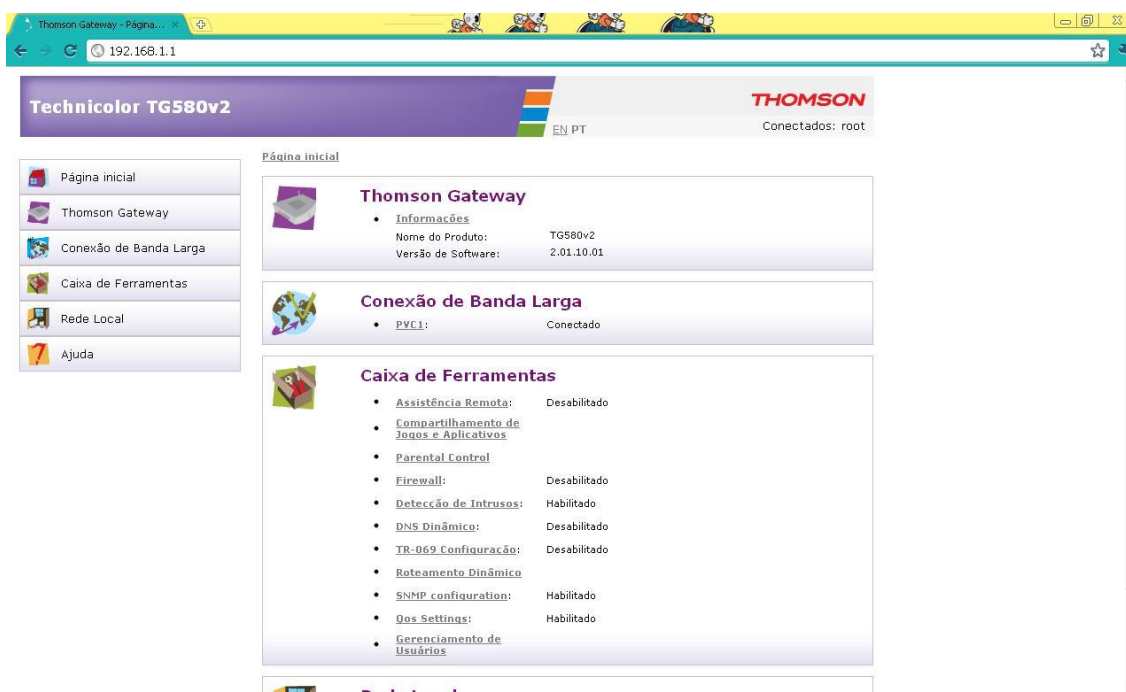 Thomson Gateway - Página...
192.168.1.1
Technicolor TG580v2
EN PT
THOMSON
Conectados: root
Página inicial
Thomson Gateway
Conexão de Banda Larga
Caixa de Ferramentas
Rede Local
Ajuda
Página inicial
Thomson Gateway
Informações
Nome do Produto: TG580v2
Versão de Software: 2.01.10.01
Conexão de Banda Larga
PVC1: Conectado
Caixa de Ferramentas
Assistência Remota: Desabilitado
Compartilhamento de
Jogos e Aplicativos
Parental Control
Firewall: Desabilitado
Detecção de Intrusos: Habilitado
DNS Dinâmico: Desabilitado
TR-069 Configuração: Desabilitado
Roteamento Dinâmico
SNMP configuration: Habilitado
Qos Settings: Habilitado
Gerenciamento de
Usuários